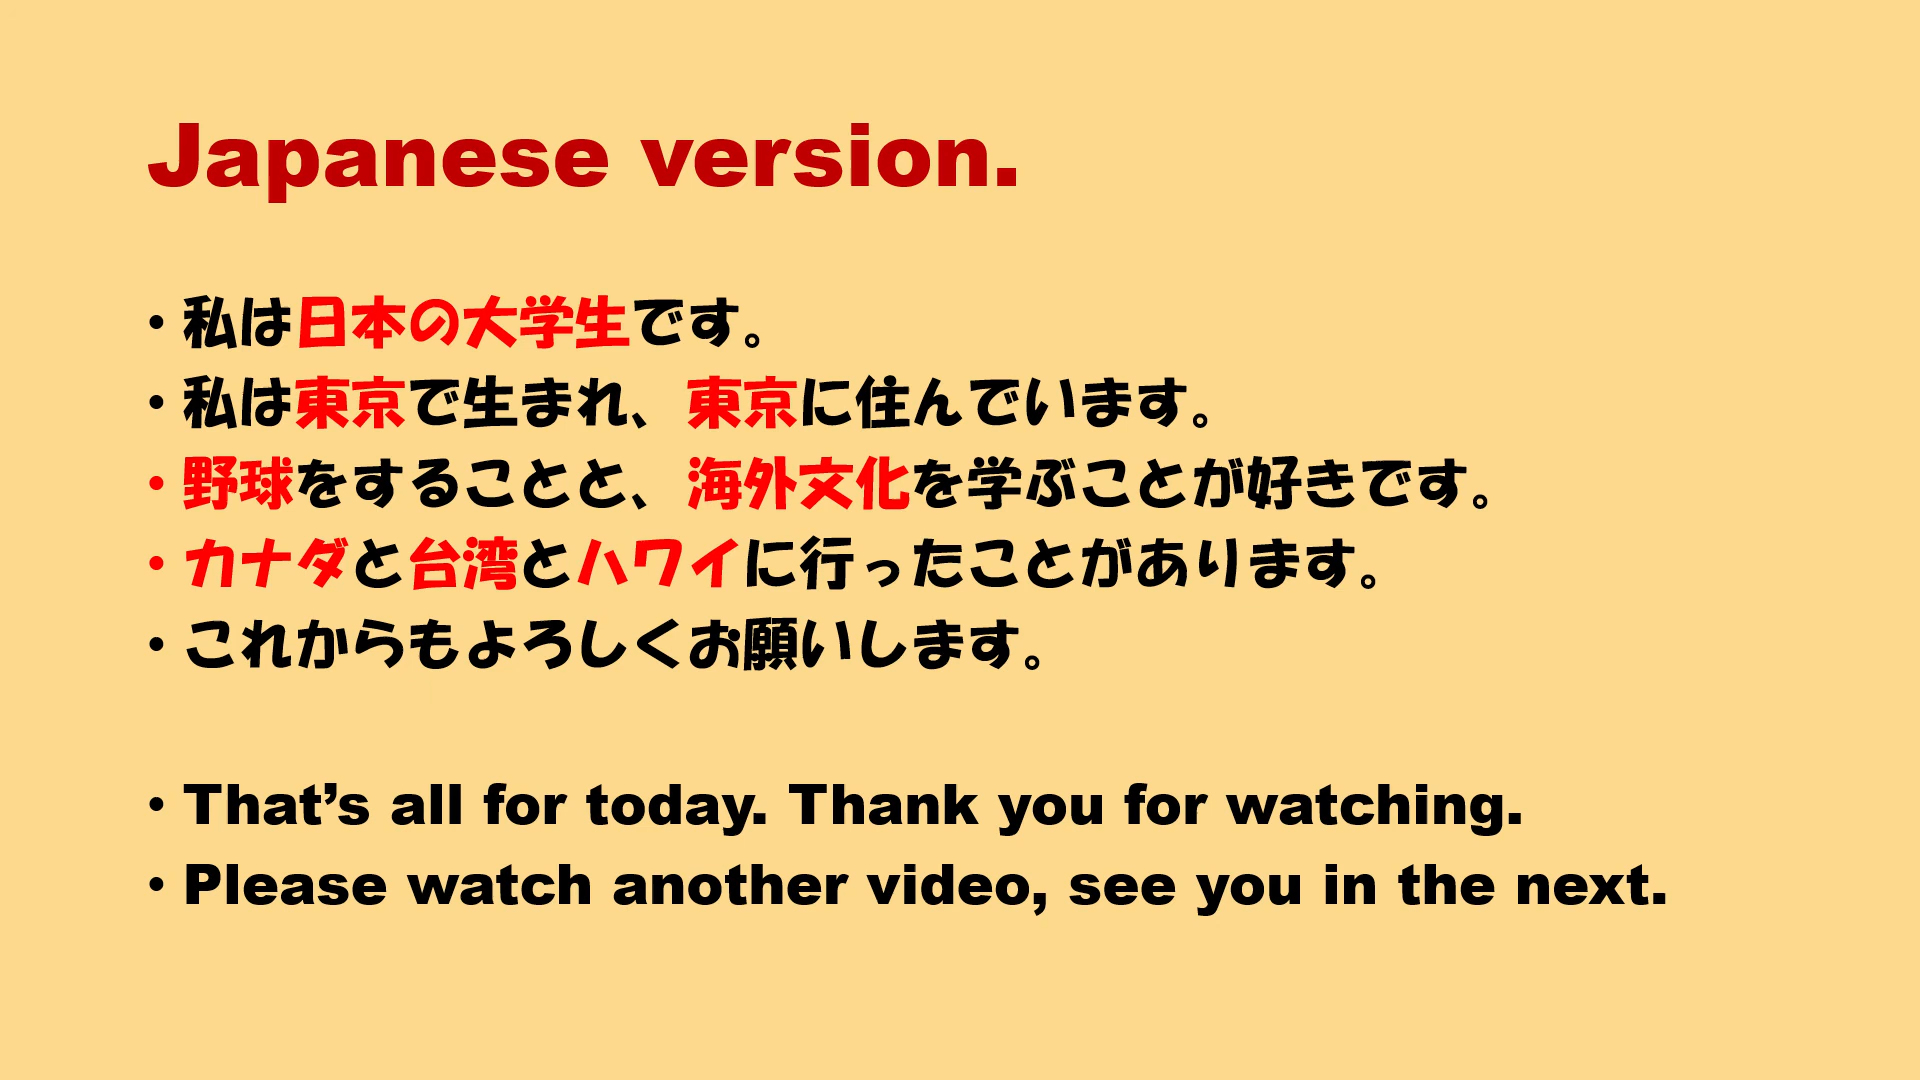 Japanese version.
• 私は日本の大学生です。
• 私は東京で生まれ、東京に住んでいます。
• 野球をすることと、海外文化を学ぶことが好きです。
• カナダと台湾とハワイに行ったことがあります。
• これからもよろしくお願いします。
• That’s all for today. Thank you for watching.
• Please watch another video, see you in the next.